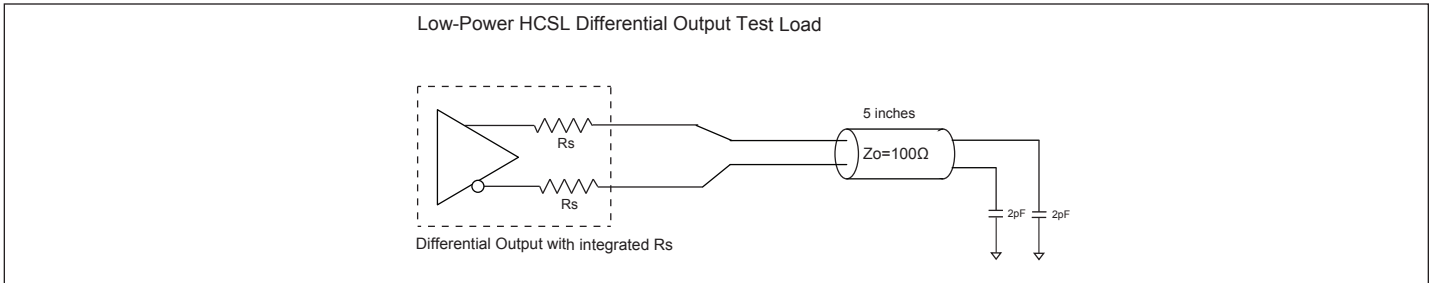 Low-Power HCSL Differential Output Test Load
5 inches
Rs
Zo=100Ω
Rs
2pF 2pF
Differential Output with integrated Rs